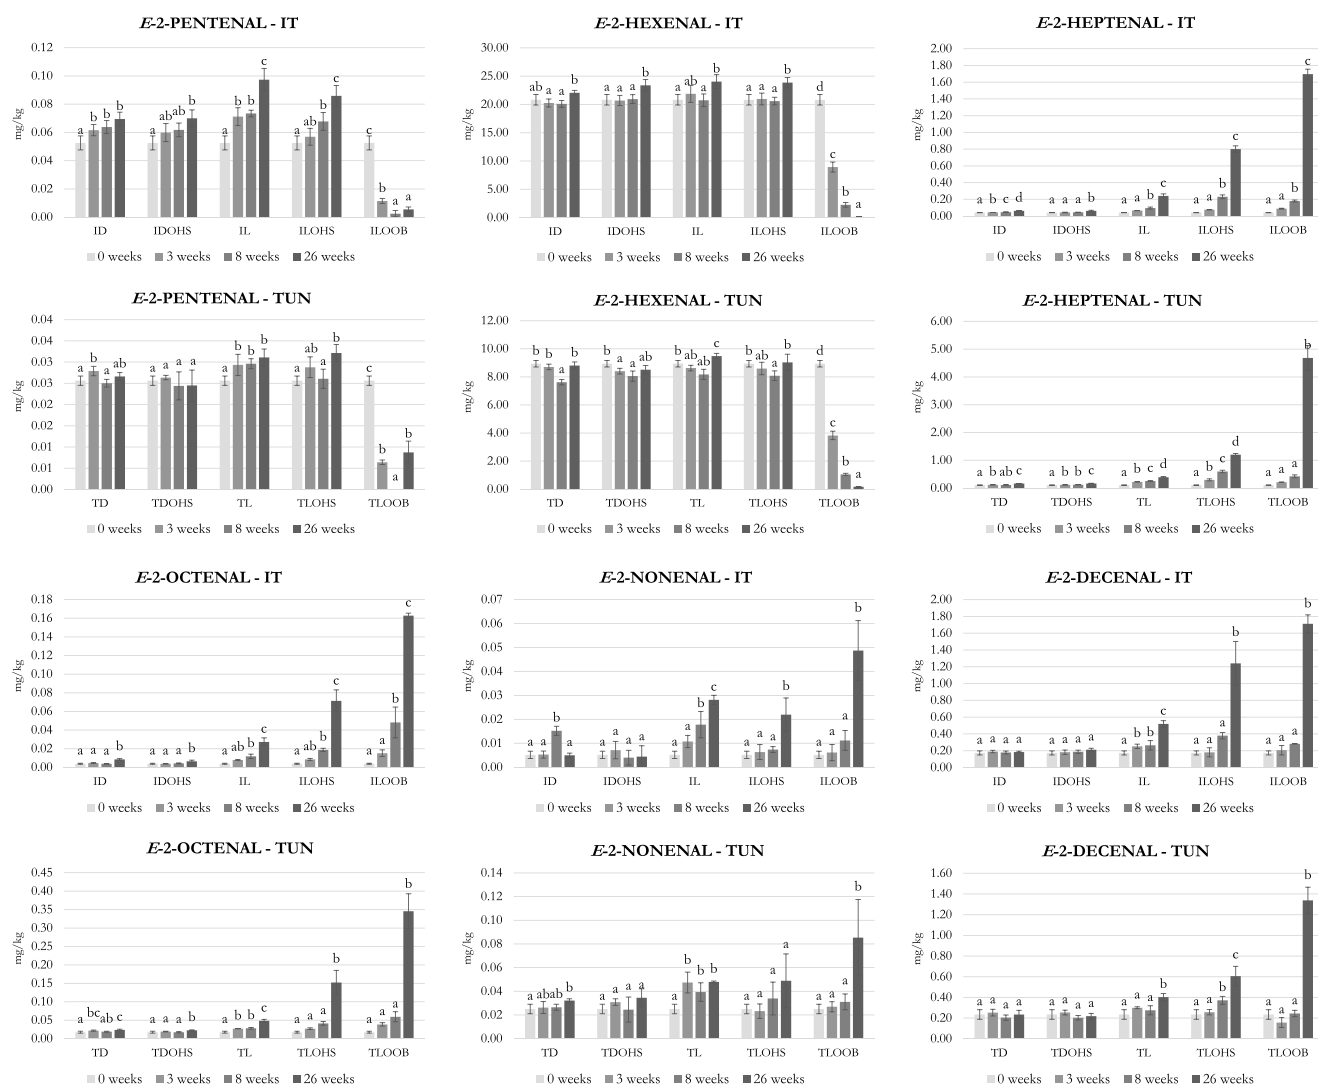 E-2-PENTENAL - IT
0.12
0.10
0.08
0.06
0.04
0.02
0.00
mg/kg
a b b b
a ab ab b
a b b c
a ab b c
c b a a
ID IDOHS IL ILOHS ILOOB
0 weeks 3 weeks 8 weeks 26 weeks
E-2-HEXENAL - IT
30.00
25.00
20.00
15.00
10.00
5.00
0.00
mg/kg
ab a a b
a a a b
a ab a b
a a a b
d c b a
ID IDOHS IL ILOHS ILOOB
0 weeks 3 weeks 8 weeks 26 weeks
E-2-HEPTENAL - IT
2.00
1.80
1.60
1.40
1.20
1.00
0.80
0.60
0.40
0.20
0.00
mg/kg
a b c d
a a a b
a a b c
a a b c
a a b c
ID IDOHS IL ILOHS ILOOB
0 weeks 3 weeks 8 weeks 26 weeks
E-2-PENTENAL - TUN
0.04
0.04
0.03
0.03
0.02
0.02
0.01
0.01
0.00
mg/kg
a b a ab
a a a a
a b b b
a ab a b
c b a b
TD TDOHS TL TLOHS TLOOB
0 weeks 3 weeks 8 weeks 26 weeks
E-2-HEXENAL - TUN
12.00
10.00
8.00
6.00
4.00
2.00
0.00
mg/kg
b b a b
b a a ab
b ab ab c
b ab a b
d c b a
TD TDOHS TL TLOHS TLOOB
0 weeks 3 weeks 8 weeks 26 weeks
E-2-HEPTENAL - TUN
6.00
5.00
4.00
3.00
2.00
1.00
0.00
mg/kg
a b ab c
a b b c
a b c d
a b c d
a a a b
TD TDOHS TL TLOHS TLOOB
0 weeks 3 weeks 8 weeks 26 weeks
E-2-OCTENAL - IT
0.18
0.16
0.14
0.12
0.10
0.08
0.06
0.04
0.02
0.00
mg/kg
a a a b
a a a b
a ab b c
a ab b c
a a b c
ID IDOHS IL ILOHS ILOOB
0 weeks 3 weeks 8 weeks 26 weeks
E-2-NONENAL - IT
0.07
0.06
0.05
0.04
0.03
0.02
0.01
0.00
mg/kg
a a b a
a a a a
a a b c
a a a b
a a a b
ID IDOHS IL ILOHS ILOOB
0 weeks 3 weeks 8 weeks 26 weeks
E-2-DECENAL - IT
2.00
1.80
1.60
1.40
1.20
1.00
0.80
0.60
0.40
0.20
0.00
mg/kg
a a a a
a a a a
a b b c
a a a b
a a a b
ID IDOHS IL ILOHS ILOOB
0 weeks 3 weeks 8 weeks 26 weeks
E-2-OCTENAL - TUN
0.45
0.40
0.35
0.30
0.25
0.20
0.15
0.10
0.05
0.00
mg/kg
a bc ab c
a a a a
a b b c
a a a b
a a a b
TD TDOHS TL TLOHS TLOOB
0 weeks 3 weeks 8 weeks 26 weeks
E-2-NONENAL - TUN
0.14
0.12
0.10
0.08
0.06
0.04
0.02
0.00
mg/kg
a ab ab b
a a a a
a b b b
a a a a
a a a b
TD TDOHS TL TLOHS TLOOB
0 weeks 3 weeks 8 weeks 26 weeks
E-2-DECENAL - TUN
1.60
1.40
1.20
1.00
0.80
0.60
0.40
0.20
0.00
mg/kg
a a a a
a a a a
a a a b
a a b c
a a a b
TD TDOHS TL TLOHS TLOOB
0 weeks 3 weeks 8 weeks 26 weeks